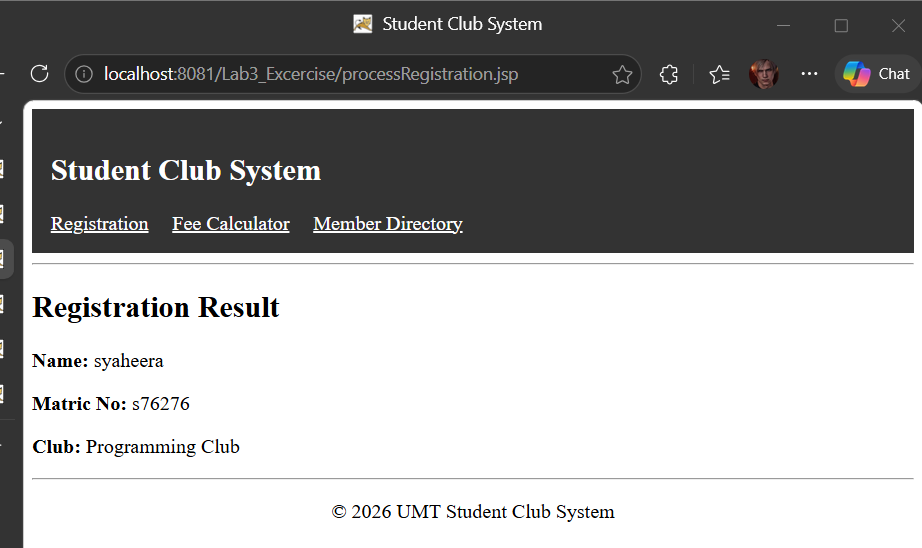 Student Club System
localhost:8081/Lab3_Excercise/processRegistration.jsp
Chat
Student Club System
Registration Fee Calculator Member Directory
Registration Result
Name: syaheera
Matric No: s76276
Club: Programming Club
© 2026 UMT Student Club System